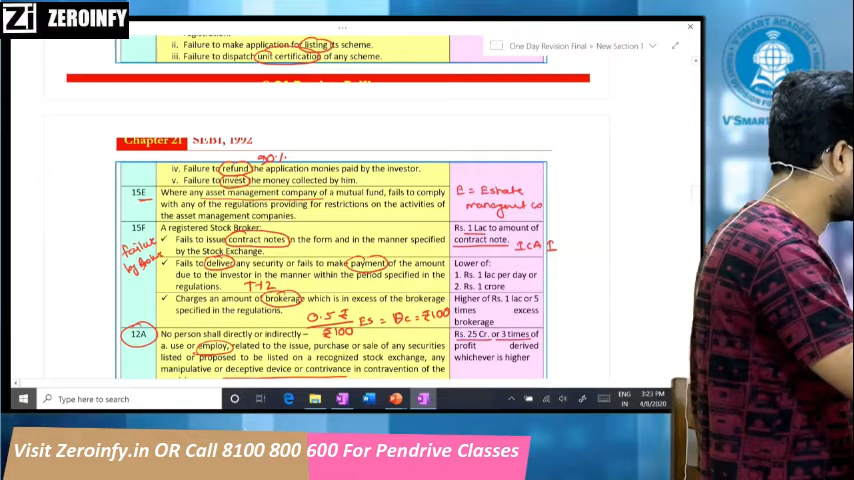 Zi ZEROINFY
registration.
ii. Failure to make application for listing its scheme.
iii. Failure to dispatch unit certification of any scheme.
One Day Revision Final > New Section 1
V'SMART ACADEMY
V'Smart
Chapter 21 SEBI, 1992
90%
iv. Failure to refund the application monies paid by the investor.
v. Failure to invest the money collected by him.
15E
Where any asset management company of a mutual fund, fails to comply
with any of the regulations providing for restrictions on the activities of
the asset management companies.
E = Estate
management co
15F
failure
by Broker
A registered Stock Broker:
✓ Fails to issue contract notes in the form and in the manner specified
by the Stock Exchange.
Rs. 1 Lac to amount of
contract note.
✓ Fails to deliver any security or fails to make payment of the amount
due to the investor in the manner within the period specified in the
regulations.
T+2
Lower of:
1. Rs. 1 lac per day or
2. Rs. 1 crore
✓ Charges an amount of brokerage which is in excess of the brokerage
specified in the regulations.
0.5 ₹
₹100
Higher of Rs. 1 lac or 5
times excess
brokerage
12A
No person shall directly or indirectly –
a. use or employ, related to the issue, purchase or sale of any securities
listed or proposed to be listed on a recognized stock exchange, any
manipulative or deceptive device or contrivance in contravention of the
Rs. 25 Cr. or 3 times of
profit derived
whichever is higher
Type here to search
ENG
IN
3:23 PM
4/8/2020
Visit Zeroinfy.in OR Call 8100 800 600 For Pendrive Classes